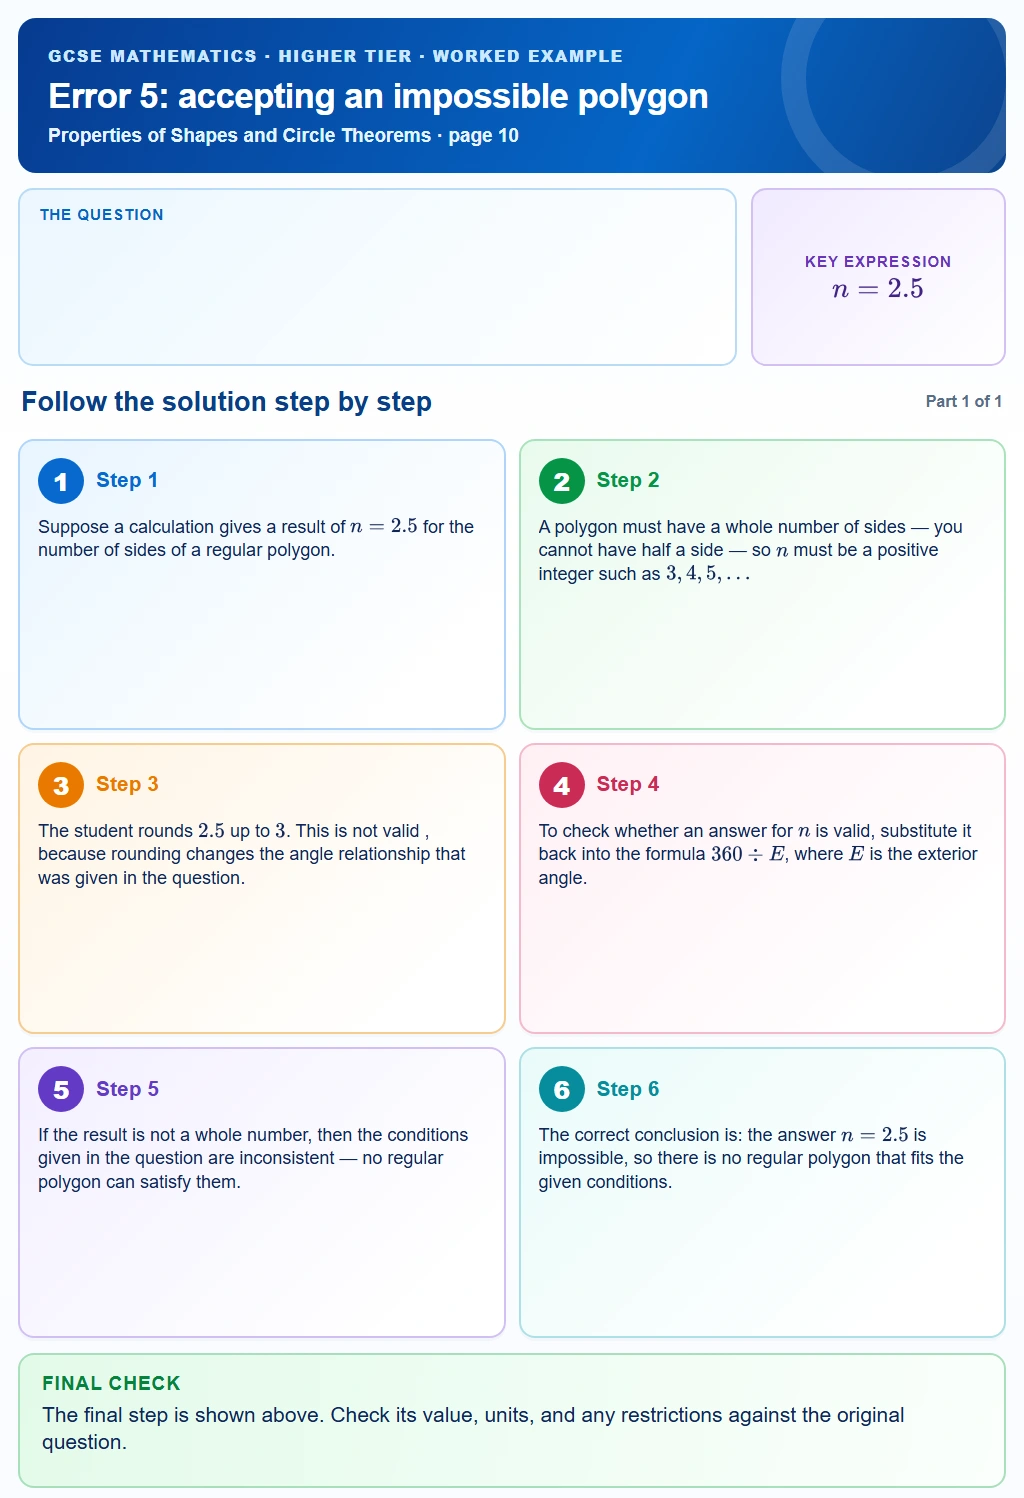 GCSE MATHEMATICS · HIGHER TIER · WORKED EXAMPLE
Error 5: accepting an impossible polygon
Properties of Shapes and Circle Theorems · page 10
THE QUESTION
KEY EXPRESSION
n = 2.5
Follow the solution step by step
Part 1 of 1
1 Step 1
Suppose a calculation gives a result of n = 2.5 for the
number of sides of a regular polygon.
2 Step 2
A polygon must have a whole number of sides — you
cannot have half a side — so n must be a positive
integer such as 3, 4, 5, . . .
3 Step 3
The student rounds 2.5 up to 3. This is not valid ,
because rounding changes the angle relationship that
was given in the question.
4 Step 4
To check whether an answer for n is valid, substitute it
back into the formula 360 ÷ E, where E is the exterior
angle.
5 Step 5
If the result is not a whole number, then the conditions
given in the question are inconsistent — no regular
polygon can satisfy them.
6 Step 6
The correct conclusion is: the answer n = 2.5 is
impossible, so there is no regular polygon that fits the
given conditions.
FINAL CHECK
The final step is shown above. Check its value, units, and any restrictions against the original
question.